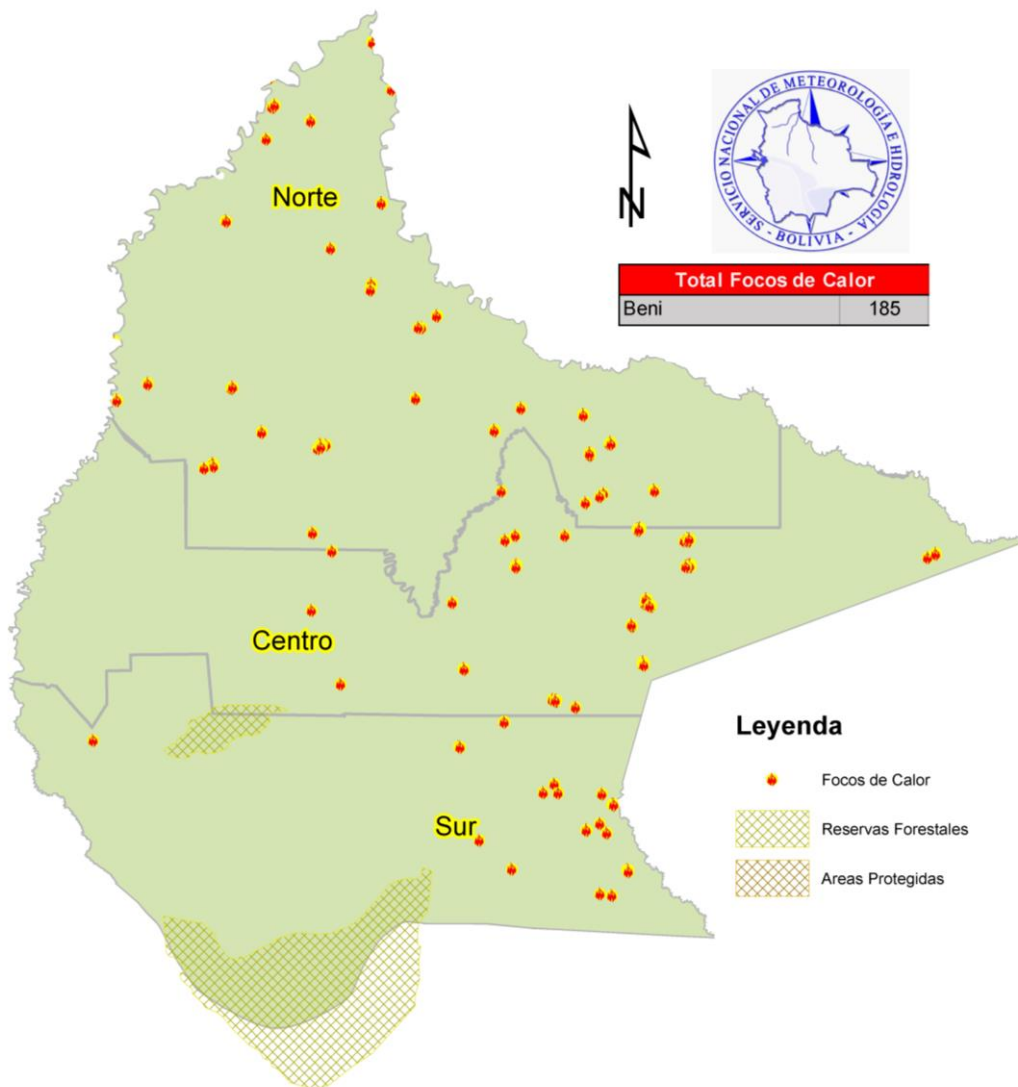 SERVICIO NACIONAL DE METEOROLOGÍA E HIDROLOGÍA
- BOLIVIA -
N
Norte
Total Focos de Calor
Beni 185
Centro
Leyenda
Focos de Calor
Sur
Reservas Forestales
Areas Protegidas